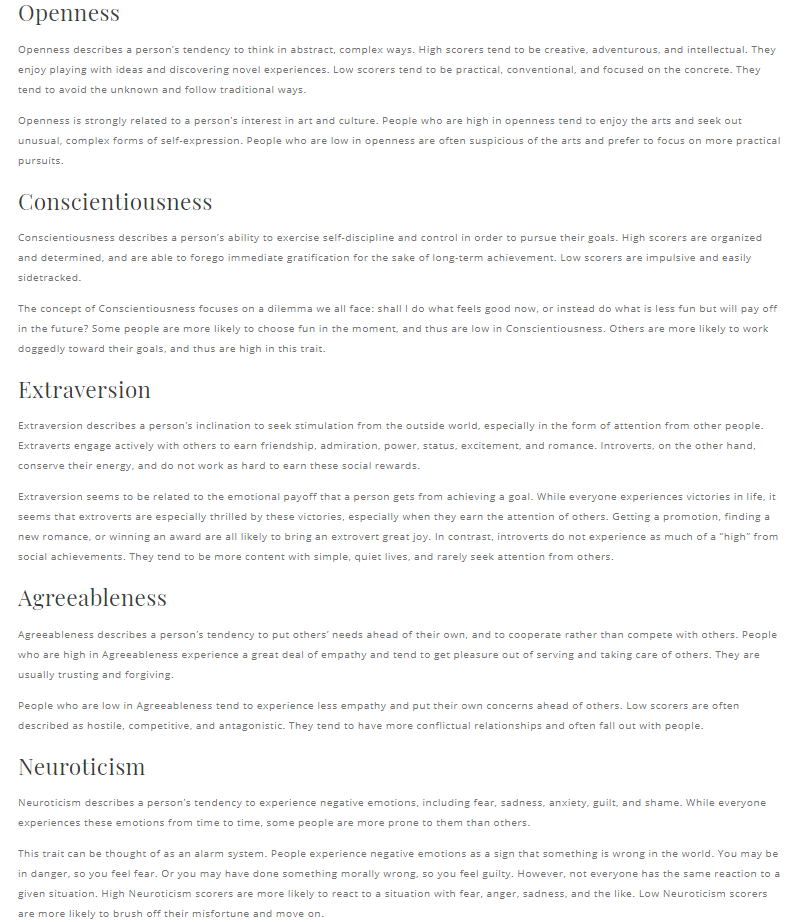 Openness
Openness describes a person's tendency to think in abstract, complex ways. High scorers tend to be creative, adventurous, and intellectual. They
enjoy playing with ideas and discovering novel experiences. Low scorers tend to be practical, conventional, and focused on the concrete. They
tend to avoid the unknown and follow traditional ways.
Openness is strongly related to a person's interest in art and culture. People who are high in openness tend to enjoy the arts and seek out
unusual, complex forms of self-expression. People who are low in openness are often suspicious of the arts and prefer to focus on more practical
pursuits.
Conscientiousness
Conscientiousness describes a person's ability to exercise self-discipline and control in order to pursue their goals. High scorers are organized
and determined, and are able to forego immediate gratification for the sake of long-term achievement. Low scorers are impulsive and easily
sidetracked.
The concept of Conscientiousness focuses on a dilemma we all face: shall I do what feels good now, or instead do what is less fun but will pay off
in the future? Some people are more likely to choose fun in the moment, and thus are low in Conscientiousness. Others are more likely to work
doggedly toward their goals, and thus are high in this trait.
Extraversion
Extraversion describes a person's inclination to seek stimulation from the outside world, especially in the form of attention from other people.
Extraverts engage actively with others to earn friendship, admiration, power, status, excitement, and romance. Introverts, on the other hand,
conserve their energy, and do not work as hard to earn these social rewards.
Extraversion seems to be related to the emotional payoff that a person gets from achieving a goal. While everyone experiences victories in life, it
seems that extroverts are especially thrilled by these victories, especially when they earn the attention of others. Getting a promotion, finding a
new romance, or winning an award are all likely to bring an extrovert great joy. In contrast, introverts do not experience as much of a "high" from
social achievements. They tend to be more content with simple, quiet lives, and rarely seek attention from others.
Agreeableness
Agreeableness describes a person's tendency to put others' needs ahead of their own, and to cooperate rather than compete with others. People
who are high in Agreeableness experience a great deal of empathy and tend to get pleasure out of serving and taking care of others. They are
usually trusting and forgiving.
People who are low in Agreeableness tend to experience less empathy and put their own concerns ahead of others. Low scorers are often
described as hostile, competitive, and antagonistic. They tend to have more conflictual relationships and often fall out with people.
Neuroticism
Neuroticism describes a person's tendency to experience negative emotions, including fear, sadness, anxiety, guilt, and shame. While everyone
experiences these emotions from time to time, some people are more prone to them than others.
This trait can be thought of as an alarm system. People experience negative emotions as a sign that something is wrong in the world. You may be
in danger, so you feel fear. Or you may have done something morally wrong, so you feel guilty. However, not everyone has the same reaction to a
given situation. High Neuroticism scorers are more likely to react to a situation with fear, anger, sadness, and the like. Low Neuroticism scorers
are more likely to brush off their misfortune and move on.